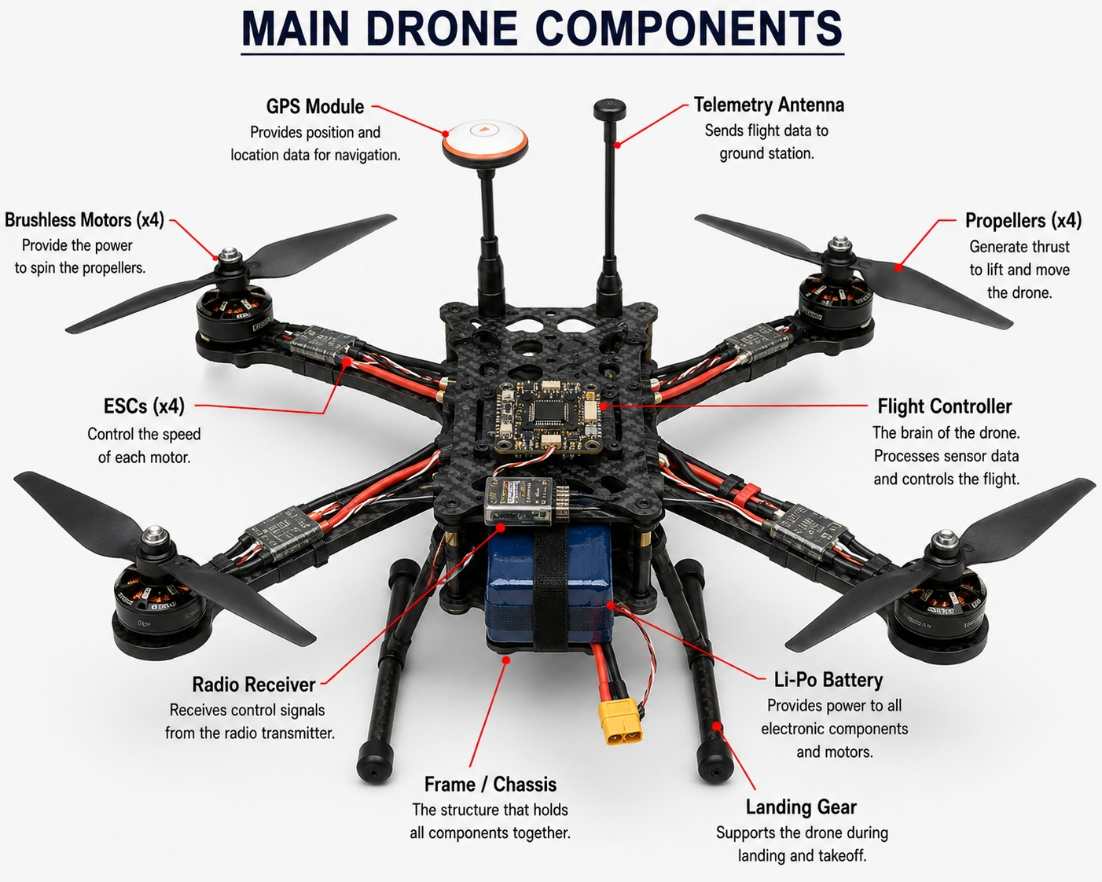 MAIN DRONE COMPONENTS
GPS Module
Provides position and
location data for navigation.
Telemetry Antenna
Sends flight data to
ground station.
Brushless Motors (x4)
Provide the power
to spin the propellers.
Propellers (x4)
Generate thrust
to lift and move
the drone.
ESCs (x4)
Control the speed
of each motor.
Flight Controller
The brain of the drone.
Processes sensor data
and controls the flight.
Radio Receiver
Receives control signals
from the radio transmitter.
Li-Po Battery
Provides power to all
electronic components
and motors.
Frame / Chassis
The structure that holds
all components together.
Landing Gear
Supports the drone during
landing and takeoff.